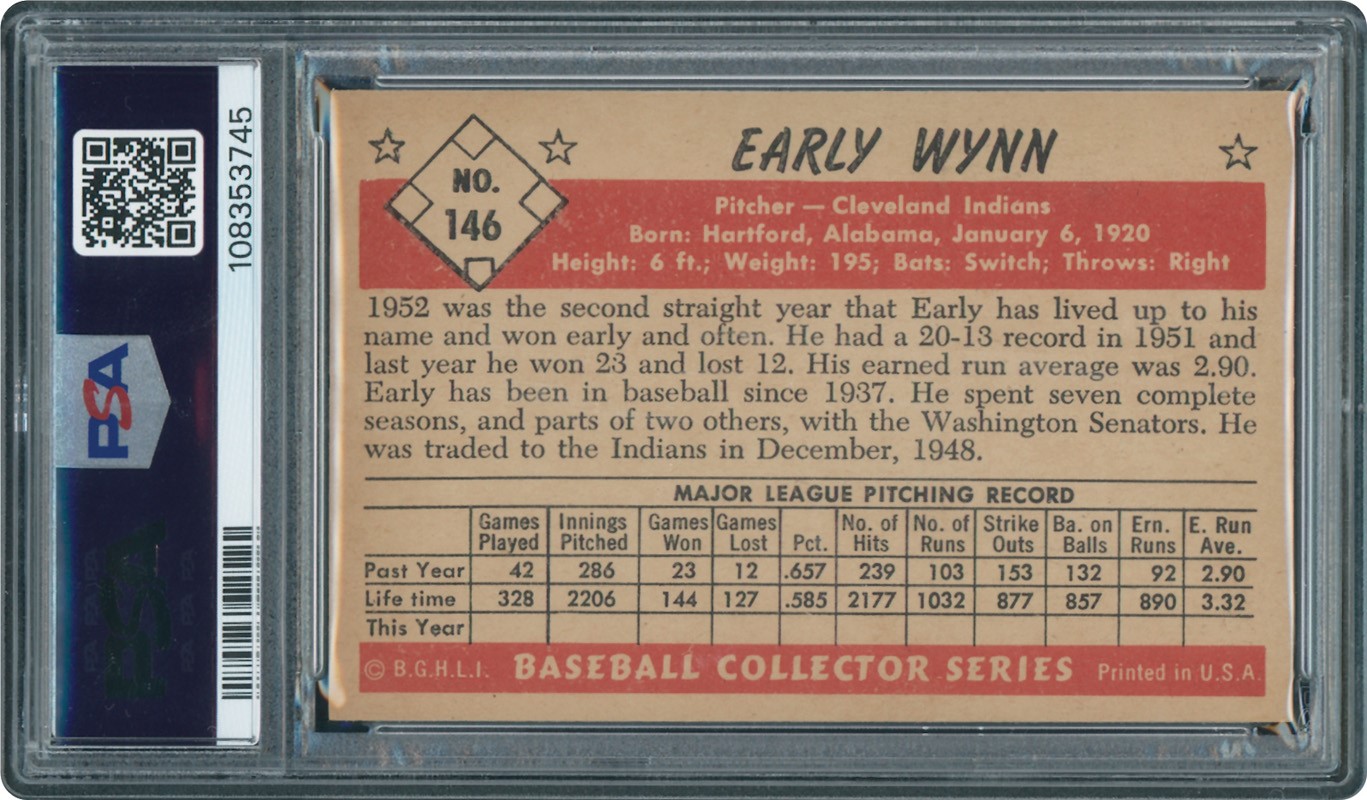 108353745
PSA
EARLY WYNN
NO.
146
Pitcher — Cleveland Indians
Born: Hartford, Alabama, January 6, 1920
Height: 6 ft.; Weight: 195; Bats: Switch; Throws: Right
1952 was the second straight year that Early has lived up to his
name and won early and often. He had a 20-13 record in 1951 and
last year he won 23 and lost 12. His earned run average was 2.90.
Early has been in baseball since 1937. He spent seven complete
seasons, and parts of two others, with the Washington Senators. He
was traded to the Indians in December, 1948.
MAJOR LEAGUE PITCHING RECORD
Games Played Innings Pitched Games Won Games Lost Pct. No. of Hits No. of Runs Strike Outs Ba. on Balls Ern. Runs E. Run Ave.
Past Year 42 286 23 12 .657 239 103 153 132 92 2.90
Life time 328 2206 144 127 .585 2177 1032 877 857 890 3.32
This Year
© B.G.H.L.I. BASEBALL COLLECTOR SERIES Printed in U.S.A.
PSA